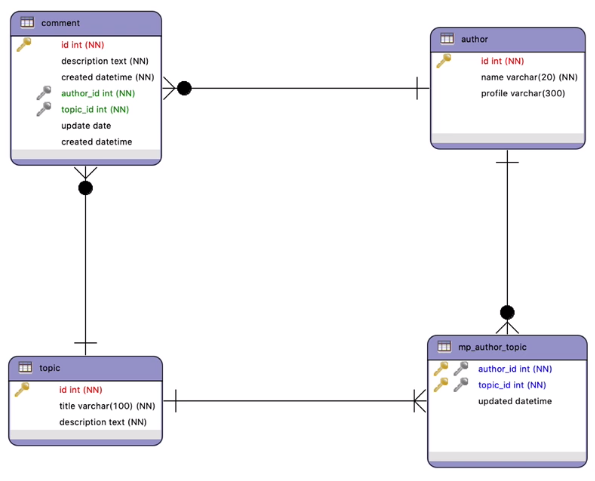 comment
id int (NN)
description text (NN)
created datetime (NN)
author_id int (NN)
topic_id int (NN)
update date
created datetime
author
id int (NN)
name varchar(20) (NN)
profile varchar(300)
topic
id int (NN)
title varchar(100) (NN)
description text (NN)
mp_author_topic
author_id int (NN)
topic_id int (NN)
updated datetime